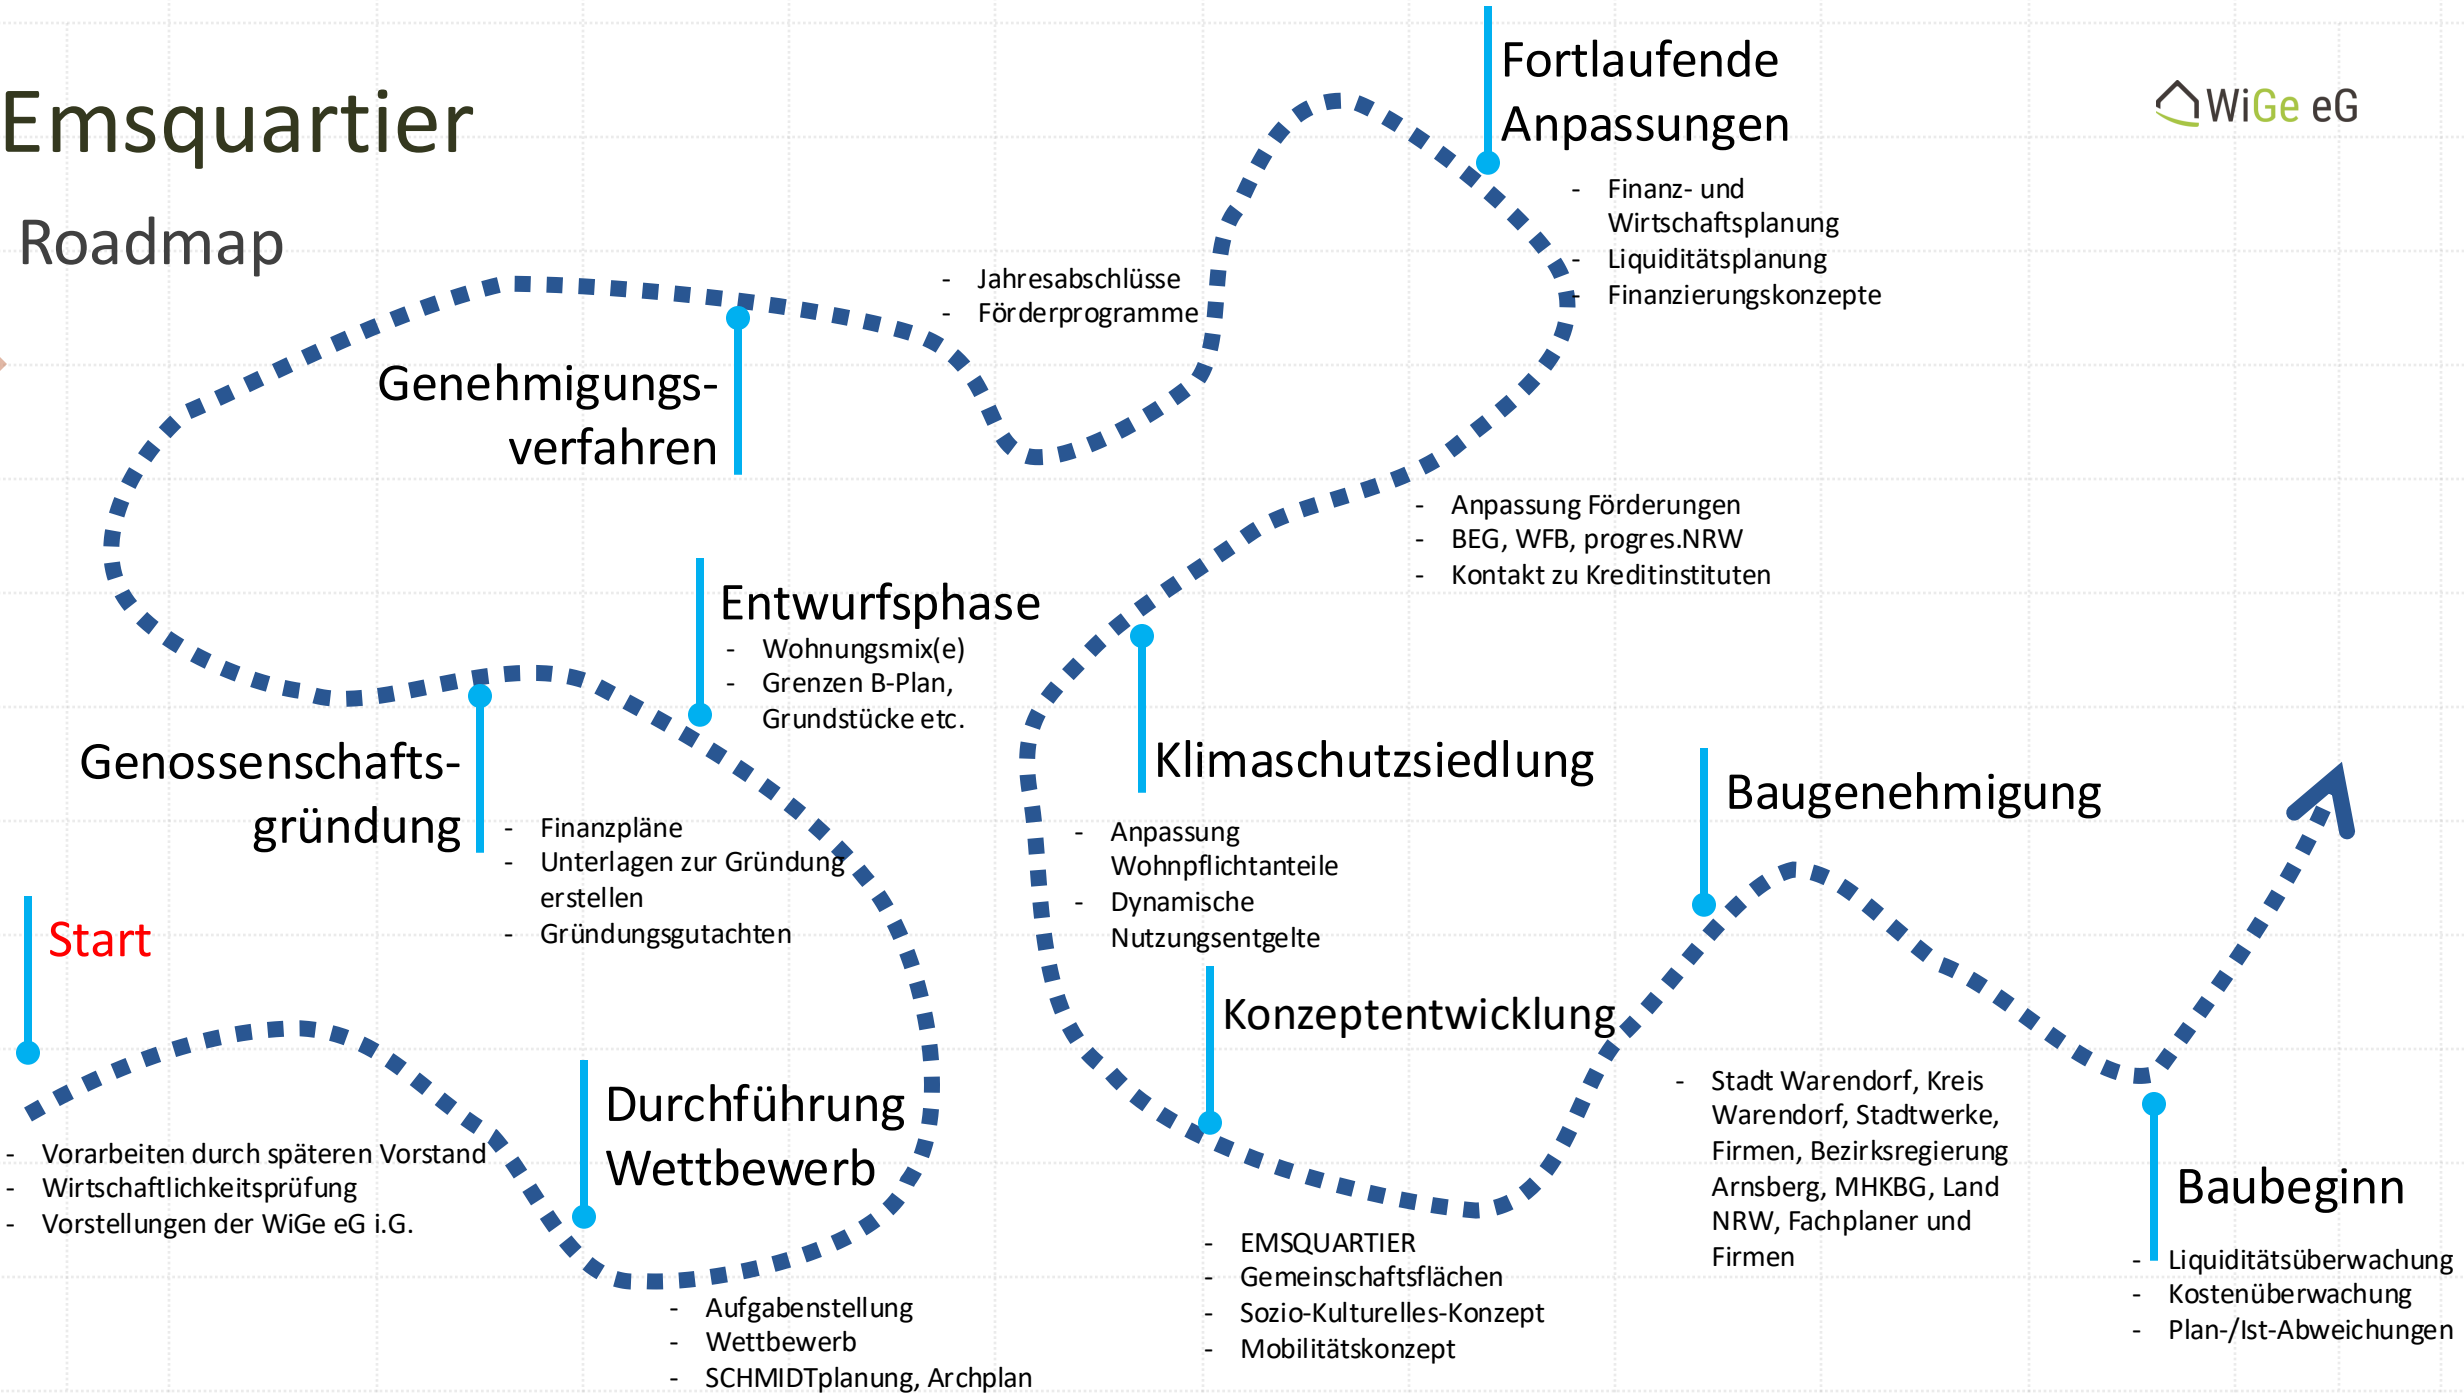 Emsquartier
Roadmap
WiGe eG
Start
- Vorarbeiten durch späteren Vorstand
- Wirtschaftlichkeitsprüfung
- Vorstellungen der WiGe eG i.G.
Durchführung
Wettbewerb
- Aufgabenstellung
- Wettbewerb
- SCHMIDTplanung, Archplan
Entwurfsphase
- Wohnungsmix(e)
- Grenzen B-Plan,
Grundstücke etc.
Genossenschafts-
gründung
- Finanzpläne
- Unterlagen zur Gründung
erstellen
- Gründungsgutachten
Genehmigungs-
verfahren
- Jahresabschlüsse
- Förderprogramme
Fortlaufende
Anpassungen
- Finanz- und
Wirtschaftsplanung
- Liquiditätsplanung
- Finanzierungskonzepte
- Anpassung Förderungen
- BEG, WFB, progres.NRW
- Kontakt zu Kreditinstituten
Klimaschutzsiedlung
- Anpassung
Wohnpflichtanteile
- Dynamische
Nutzungsentgelte
Konzeptentwicklung
- EMSQUARTIER
- Gemeinschaftsflächen
- Sozio-Kulturelles-Konzept
- Mobilitätskonzept
Baugenehmigung
- Stadt Warendorf, Kreis
Warendorf, Stadtwerke,
Firmen, Bezirksregierung
Arnsberg, MHKBG, Land
NRW, Fachplaner und
Firmen
Baubeginn
- Liquiditätsüberwachung
- Kostenüberwachung
- Plan-/Ist-Abweichungen